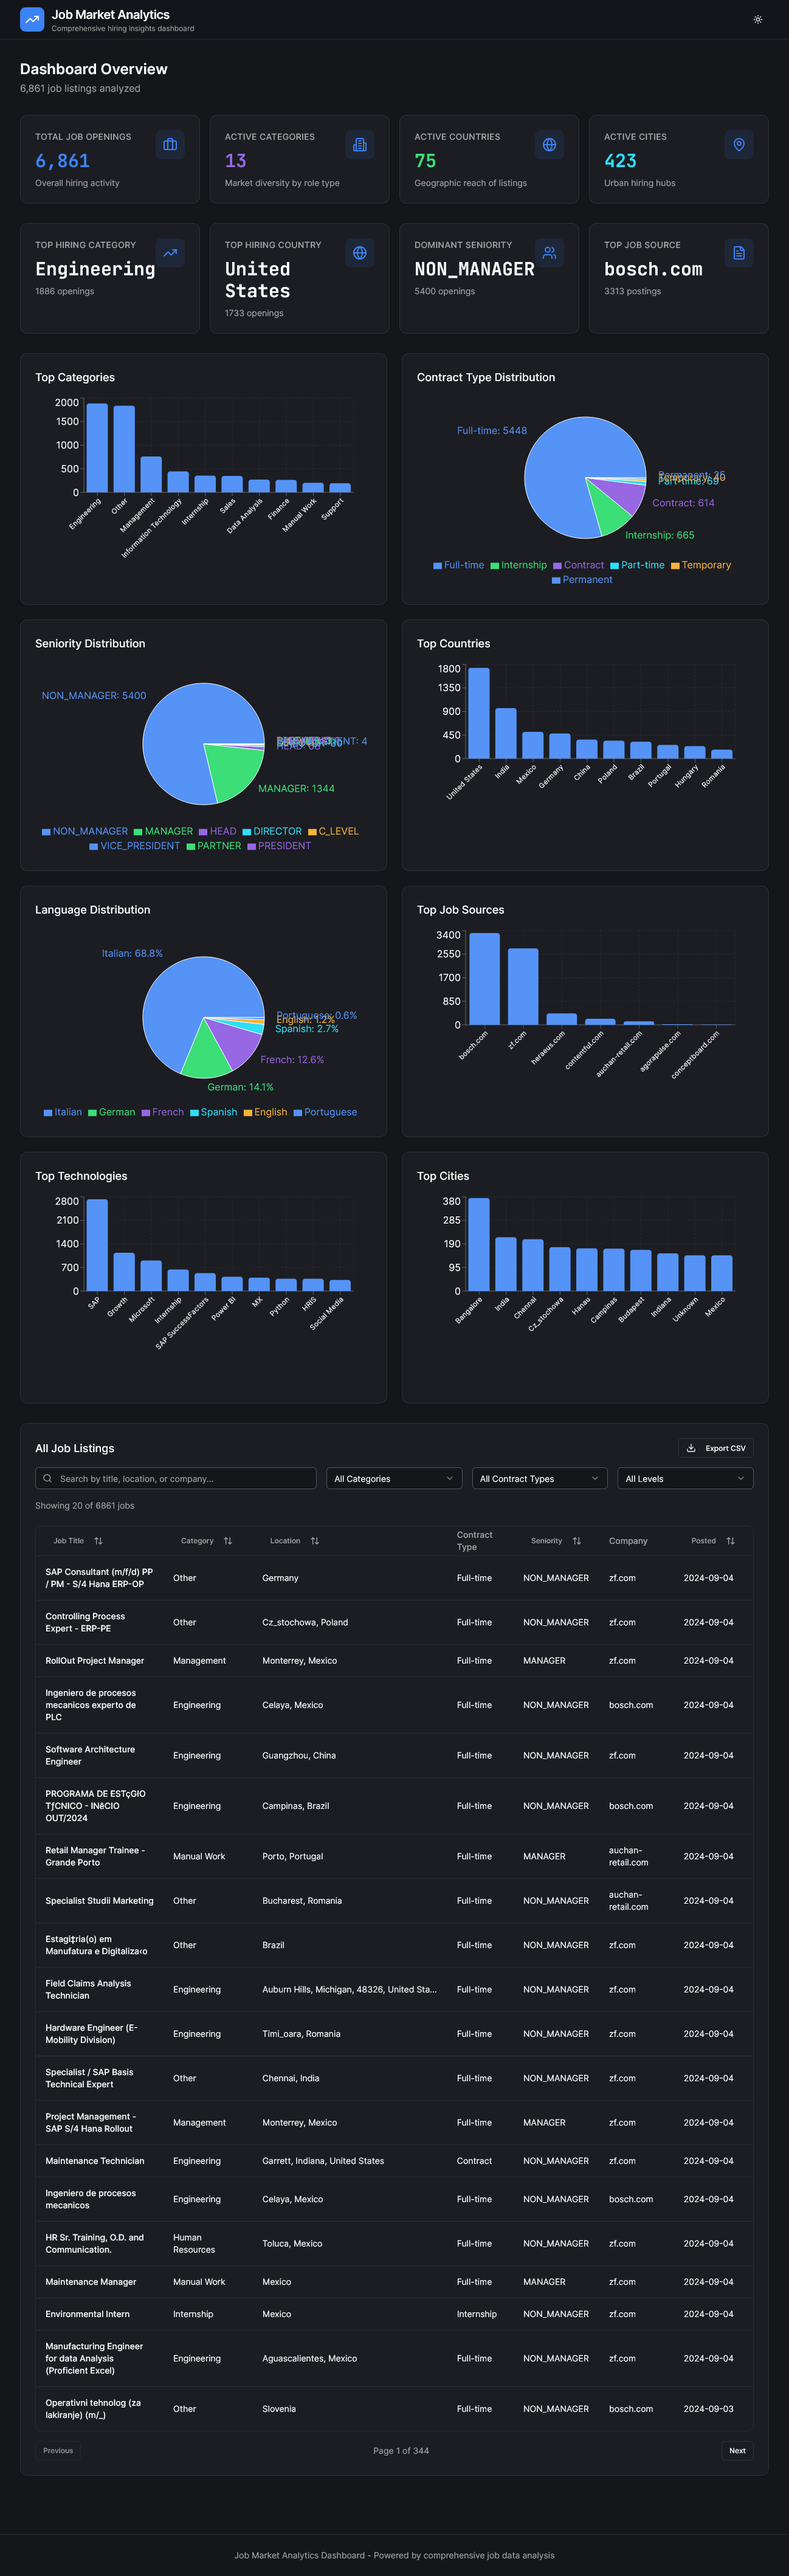 Job Market Analytics
Comprehensive hiring insights dashboard
Dashboard Overview
6,861 job listings analyzed
TOTAL JOB OPENINGS
6,861
Overall hiring activity
ACTIVE CATEGORIES
13
Market diversity by role type
ACTIVE COUNTRIES
75
Geographic reach of listings
ACTIVE CITIES
423
Urban hiring hubs
TOP HIRING CATEGORY
Engineering
1886 openings
TOP HIRING COUNTRY
United
States
1733 openings
DOMINANT SENIORITY
NON_MANAGER
5400 openings
TOP JOB SOURCE
bosch.com
3313 postings
Top Categories
2000
1500
1000
500
0
Engineering
Other
Management
Information Technology
Internship
Sales
Data Analysis
Finance
Manual Work
Support
Contract Type Distribution
Full-time: 5448
Permanent: 25
Part-time: 69
Contract: 614
Internship: 665
Full-time Internship Contract Part-time Temporary
Permanent
Seniority Distribution
NON_MANAGER: 5400
MANAGER: 1344
NON_MANAGER MANAGER HEAD DIRECTOR C_LEVEL
VICE_PRESIDENT PARTNER PRESIDENT
Top Countries
1800
1350
900
450
0
United States
India
Mexico
Germany
China
Poland
Brazil
Portugal
Hungary
Romania
Language Distribution
Italian: 68.8%
Portuguese: 0.6%
English: 1.2%
Spanish: 2.7%
French: 12.6%
German: 14.1%
Italian German French Spanish English Portuguese
Top Job Sources
3400
2550
1700
850
0
bosch.com
zf.com
heraeus.com
contentful.com
auchan-retail.com
agorapulse.com
conceptboard.com
Top Technologies
2800
2100
1400
700
0
SAP
Growth
Microsoft
Internship
SAP SuccessFactors
Power BI
MX
Python
HRIS
Social Media
Top Cities
380
285
190
95
0
Bangalore
India
Chennai
Cz_stochowa
Hanau
Campinas
Budapest
Indiana
Unknown
Mexico
All Job Listings
Export CSV
Search by title, location, or company...
All Categories
All Contract Types
All Levels
Showing 20 of 6861 jobs
Job Title Category Location Contract Type Seniority Company Posted
SAP Consultant (m/f/d) PP
/ PM - S/4 Hana ERP-OP
Other Germany Full-time NON_MANAGER zf.com 2024-09-04
Controlling Process
Expert - ERP-PE
Other Cz_stochowa, Poland Full-time NON_MANAGER zf.com 2024-09-04
RollOut Project Manager Management Monterrey, Mexico Full-time MANAGER zf.com 2024-09-04
Ingeniero de procesos
mecanicos experto de
PLC
Engineering Celaya, Mexico Full-time NON_MANAGER bosch.com 2024-09-04
Software Architecture
Engineer
Engineering Guangzhou, China Full-time NON_MANAGER zf.com 2024-09-04
PROGRAMA DE ESTçGIO
TƒCNICO - INêCIO
OUT/2024
Engineering Campinas, Brazil Full-time NON_MANAGER bosch.com 2024-09-04
Retail Manager Trainee -
Grande Porto
Manual Work Porto, Portugal Full-time MANAGER auchan-
retail.com
2024-09-04
Specialist Studii Marketing Other Bucharest, Romania Full-time NON_MANAGER auchan-
retail.com
2024-09-04
Estagi‡ria(o) em
Manufatura e Digitaliza‹o
Other Brazil Full-time NON_MANAGER zf.com 2024-09-04
Field Claims Analysis
Technician
Engineering Auburn Hills, Michigan, 48326, United Sta... Full-time NON_MANAGER zf.com 2024-09-04
Hardware Engineer (E-
Mobility Division)
Engineering Timi_oara, Romania Full-time NON_MANAGER zf.com 2024-09-04
Specialist / SAP Basis
Technical Expert
Other Chennai, India Full-time NON_MANAGER zf.com 2024-09-04
Project Management -
SAP S/4 Hana Rollout
Management Monterrey, Mexico Full-time MANAGER zf.com 2024-09-04
Maintenance Technician Engineering Garrett, Indiana, United States Contract NON_MANAGER zf.com 2024-09-04
Ingeniero de procesos
mecanicos
Engineering Celaya, Mexico Full-time NON_MANAGER bosch.com 2024-09-04
HR Sr. Training, O.D. and
Communication.
Human
Resources
Toluca, Mexico Full-time NON_MANAGER zf.com 2024-09-04
Maintenance Manager Manual Work Mexico Full-time MANAGER zf.com 2024-09-04
Environmental Intern Internship Mexico Internship NON_MANAGER zf.com 2024-09-04
Manufacturing Engineer
for data Analysis
(Proficient Excel)
Engineering Aguascalientes, Mexico Full-time NON_MANAGER zf.com 2024-09-04
Operativni tehnolog (za
lakiranje) (m/_)
Other Slovenia Full-time NON_MANAGER bosch.com 2024-09-03
Previous
Page 1 of 344
Next
Job Market Analytics Dashboard - Powered by comprehensive job data analysis